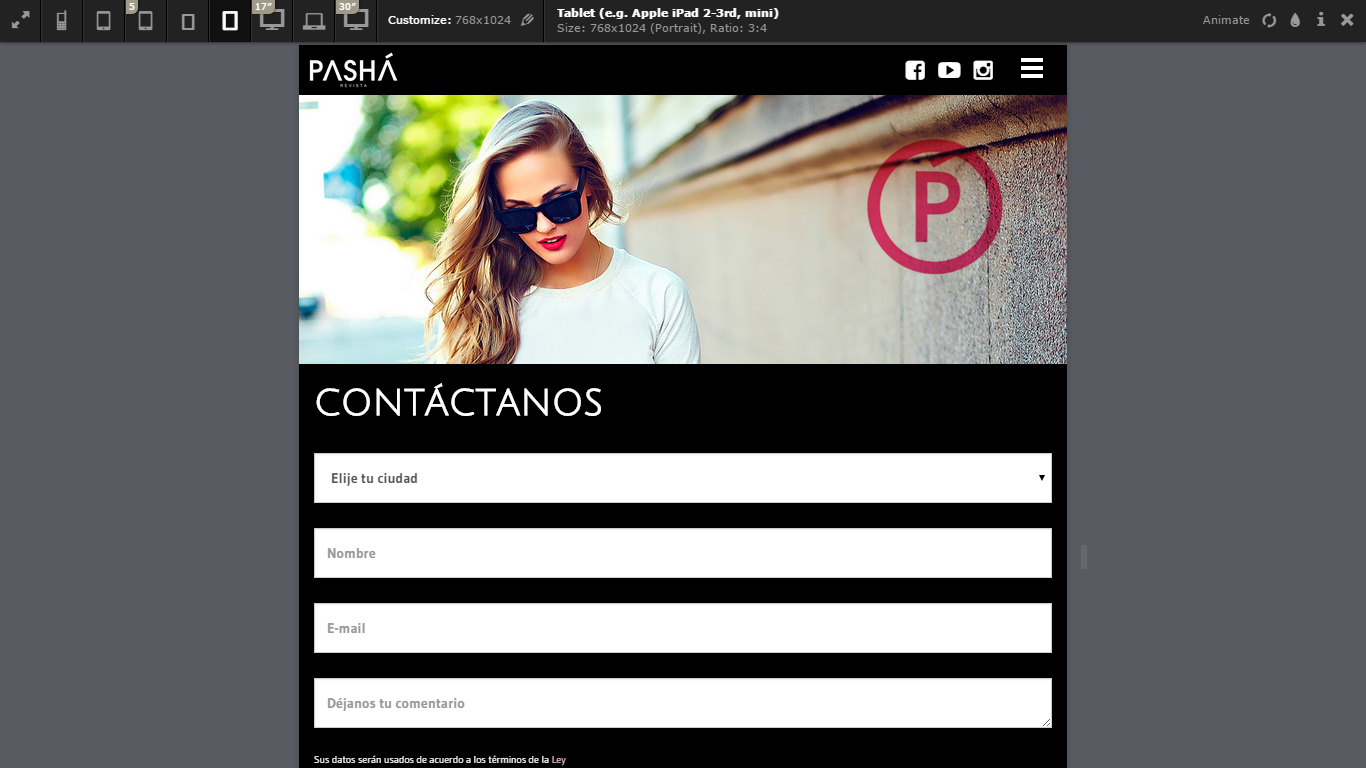 5
17”
30”
Customize: 768x1024
Tablet (e.g. Apple iPad 2-3rd, mini)
Size: 768x1024 (Portrait), Ratio: 3:4
Animate
PASHÁ
REVISTA
P
CONTÁCTANOS
Elije tu ciudad
Nombre
E-mail
Déjanos tu comentario
Sus datos serán usados de acuerdo a los términos de la Ley